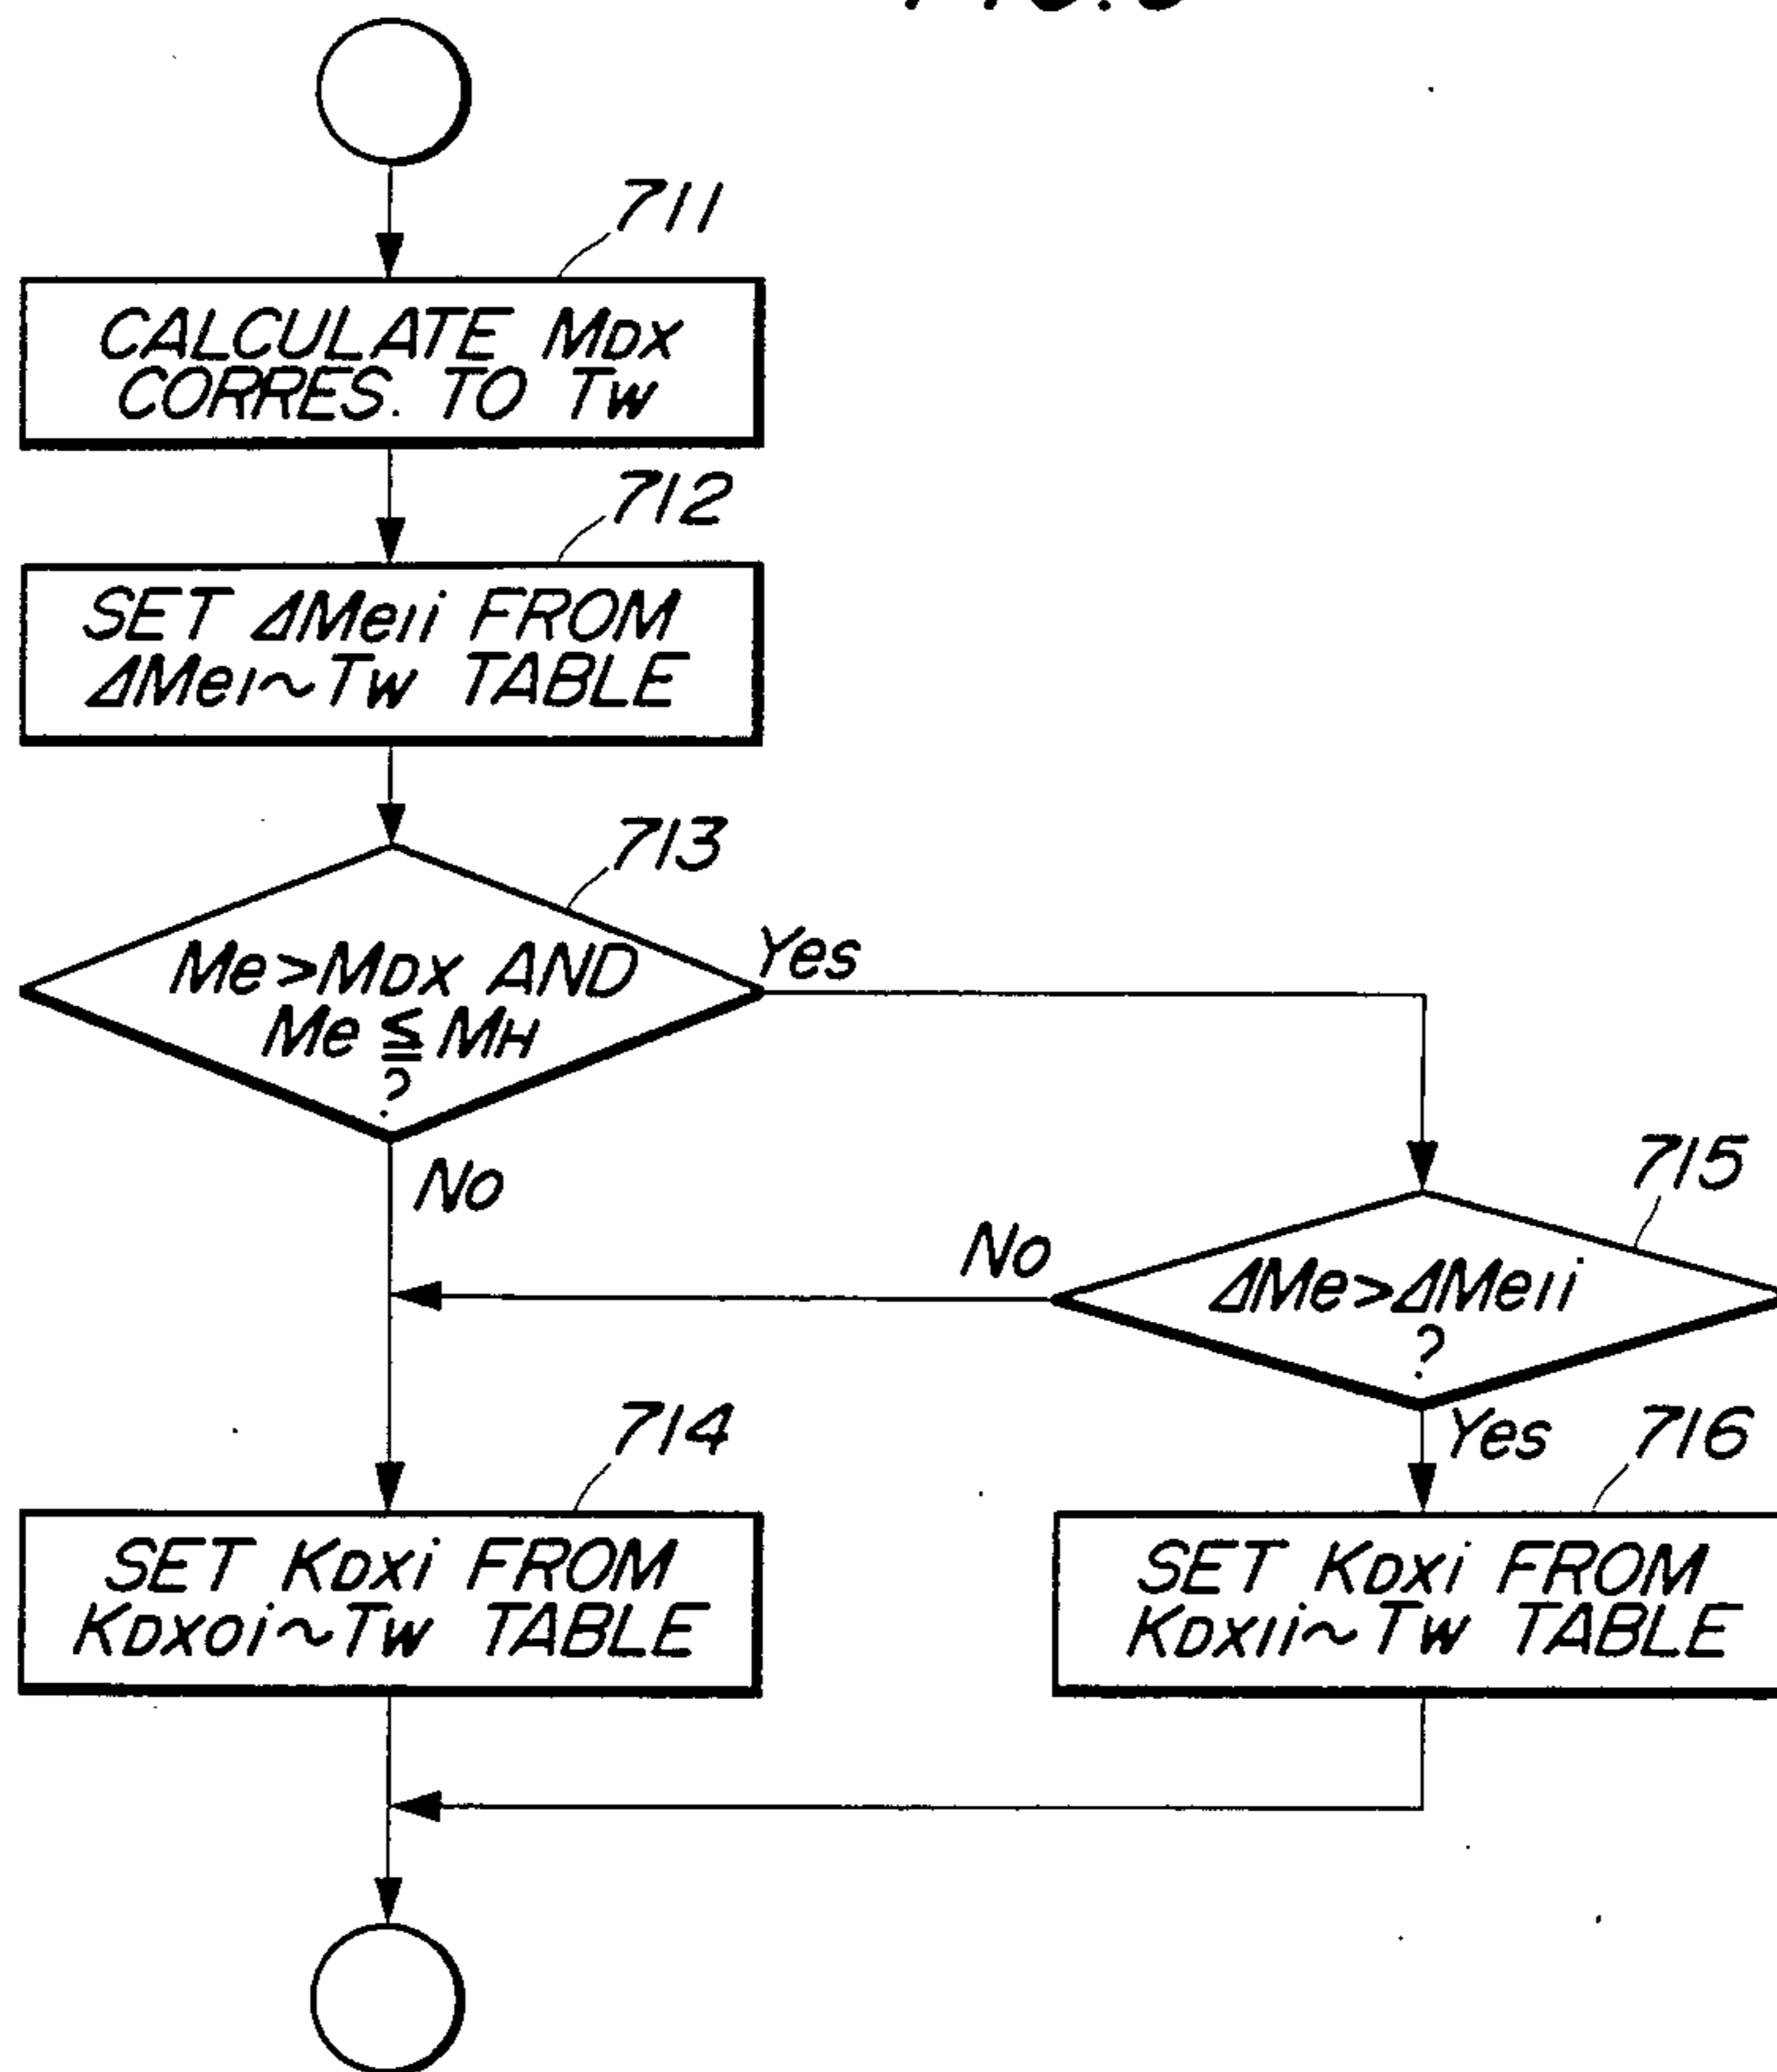 711
CALCULATE MDX
CORRES. TO TW
712
SET ΔMe1i FROM
ΔMe1~TW TABLE
713
Me>MDX AND
Me≦MH
?
Yes
No
715
ΔMe>ΔMe1i
?
No
Yes
714
SET KDXi FROM
KDX0i~TW TABLE
716
SET KDXi FROM
KDX1i~TW TABLE